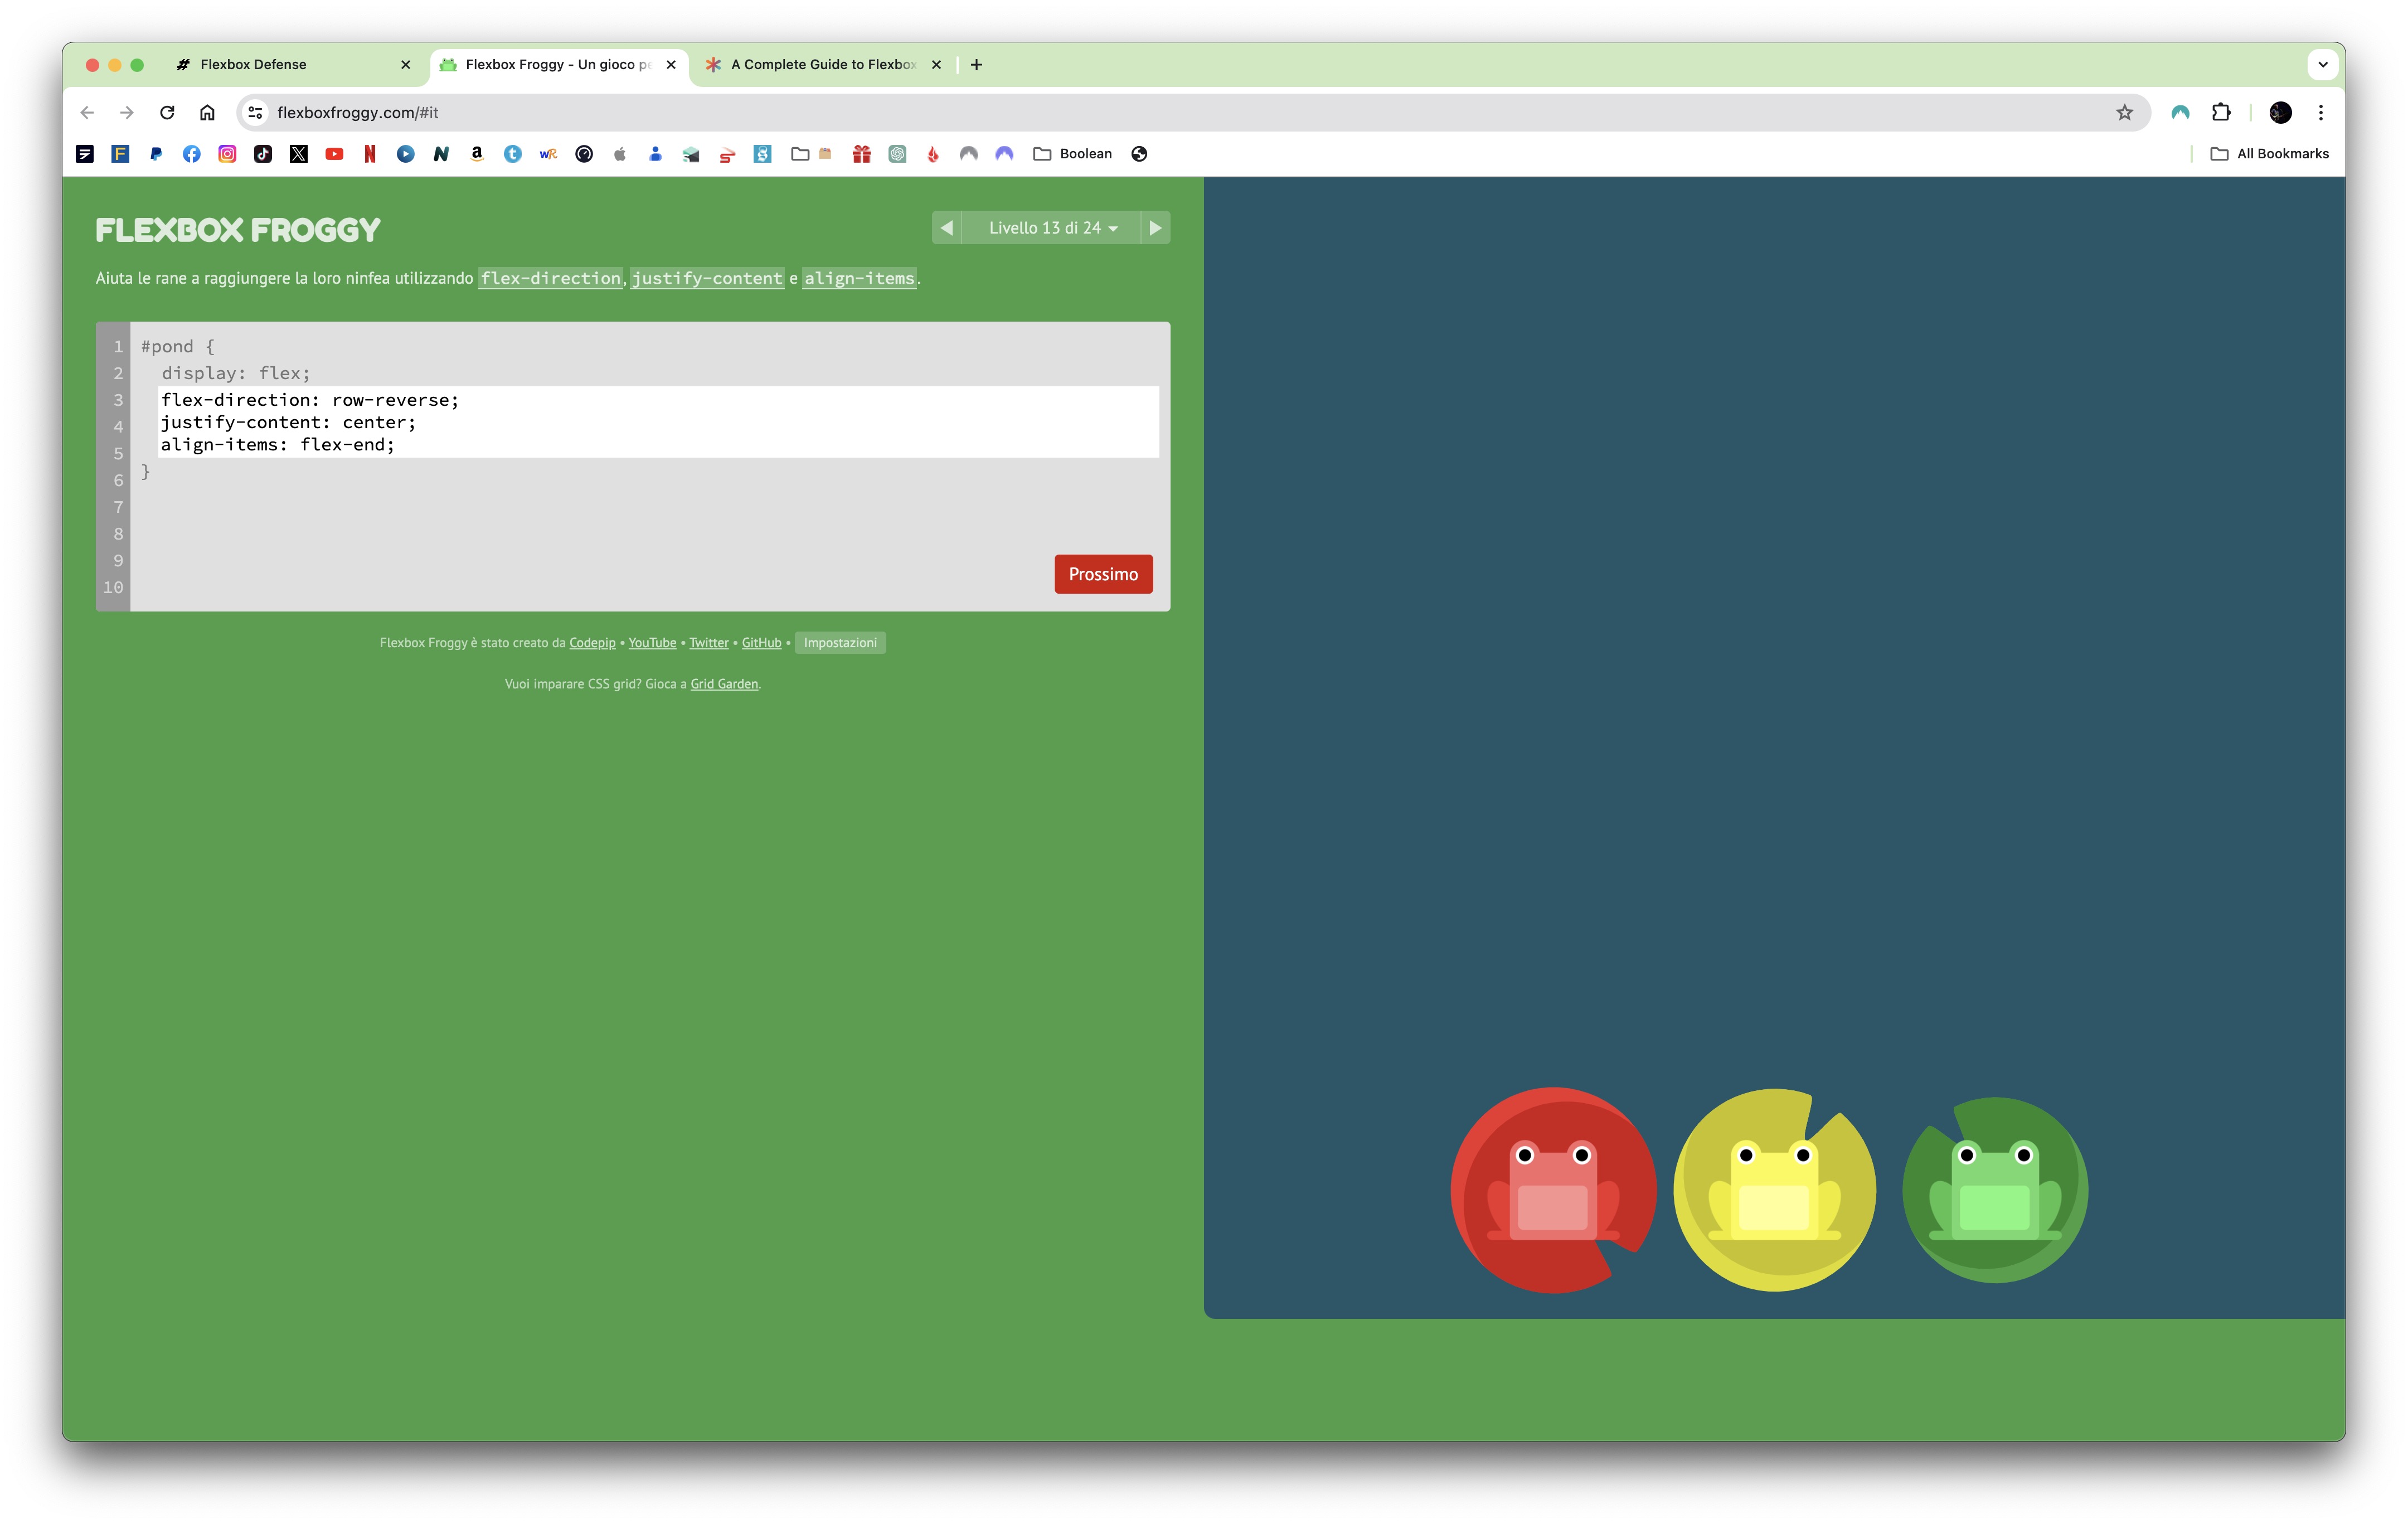 Flexbox Defense
Flexbox Froggy - Un gioco pe
A Complete Guide to Flexbox
flexboxfroggy.com/#it
Boolean
All Bookmarks
FLEXBOX FROGGY
Livello 13 di 24
Aiuta le rane a raggiungere la loro ninfea utilizzando flex-direction, justify-content e align-items.
1 #pond {
2 display: flex;
3 flex-direction: row-reverse;
4 justify-content: center;
5 align-items: flex-end;
6 }
7
8
9
10
Prossimo
Flexbox Froggy è stato creato da Codepip • YouTube • Twitter • GitHub • Impostazioni
Vuoi imparare CSS grid? Gioca a Grid Garden.